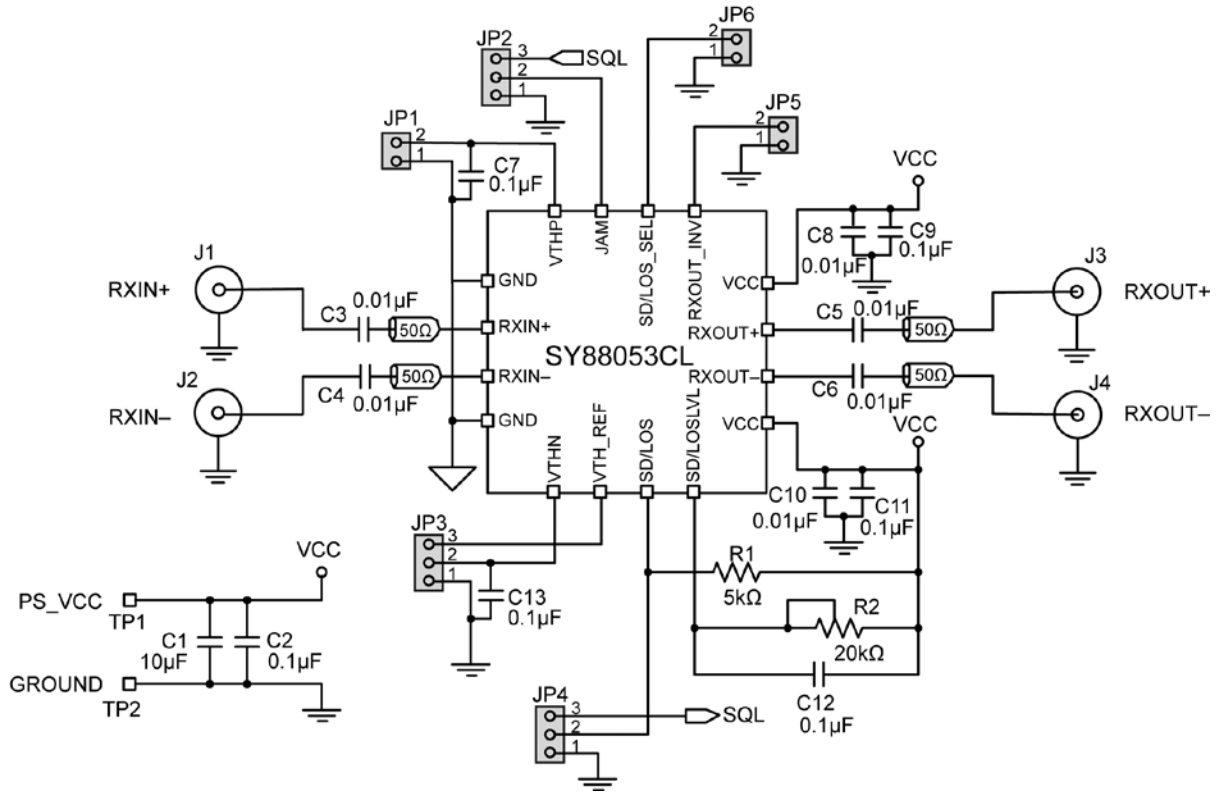 JP6
2
1
JP2
3
SQL
2
1
JP5
2
1
JP1
2
1
C7
0.1µF
VCC
C8
0.01µF
C9
0.1µF
VTHP
JAM
SD/LOS_SEL
RXOUT_INV
J1
RXIN+
C3
0.01µF
50Ω
GND
RXIN+
VCC
RXOUT+
C5
0.01µF
50Ω
J3
RXOUT+
SY88053CL
J2
RXIN–
C4
0.01µF
50Ω
RXIN–
GND
RXOUT–
VCC
C6
0.01µF
50Ω
J4
RXOUT–
VCC
VTHN
VTH_REF
SD/LOS
SD/LOSLVL
C10
0.01µF
C11
0.1µF
JP3
3
2
1
C13
0.1µF
R1
5kΩ
R2
20kΩ
C12
0.1µF
VCC
PS_VCC
TP1
C1
10µF
C2
0.1µF
GROUND
TP2
JP4
3
SQL
2
1